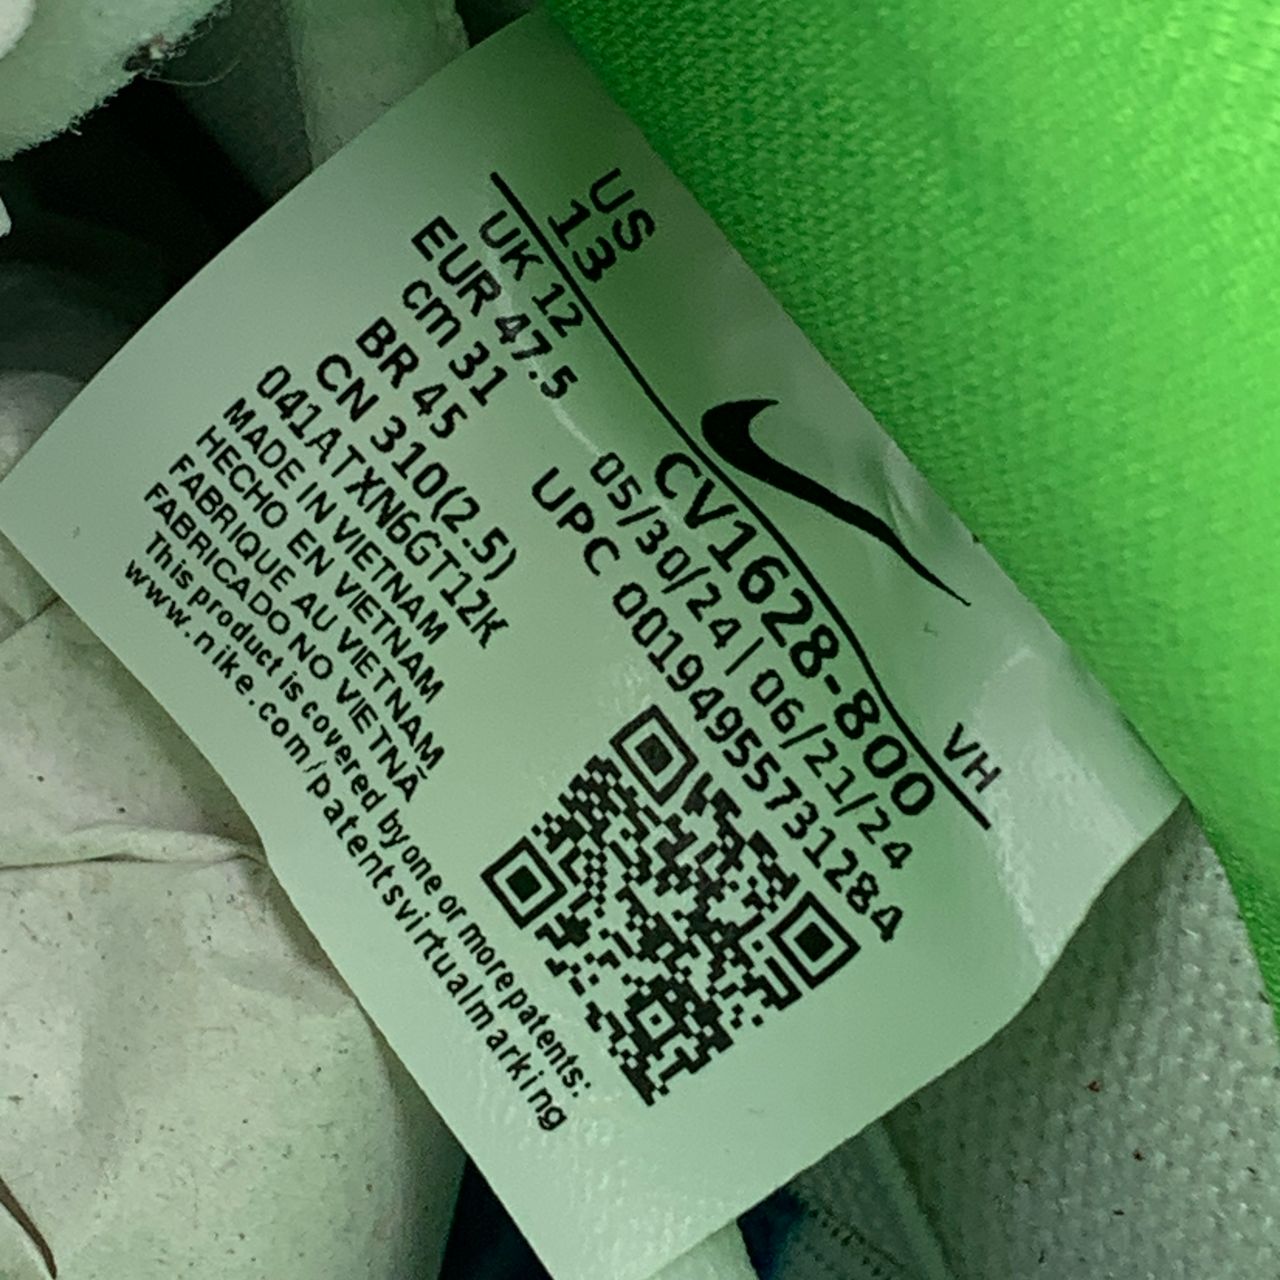 US
13
UK 12
EUR 47.5
cm 31
BR 45
CN 310(2.5)
041ATXN6GT12K
MADE IN VIETNAM
HECHO EN VIETNAM
FABRIQUE AU VIETNAM
FABRICADO NO VIETNÃ
This product is covered by one or more patents:
www.nike.com/patentsvirtualmarking
VH
CV1628-800
05/30/24 | 06/21/24
UPC 00194955731284